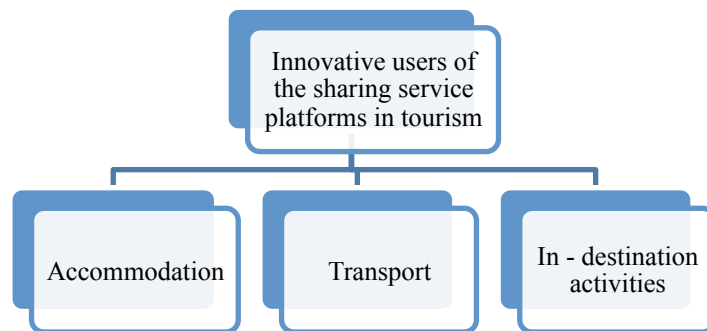 Innovative users of
the sharing service
platforms in tourism
Accommodation
Transport
In - destination
activities